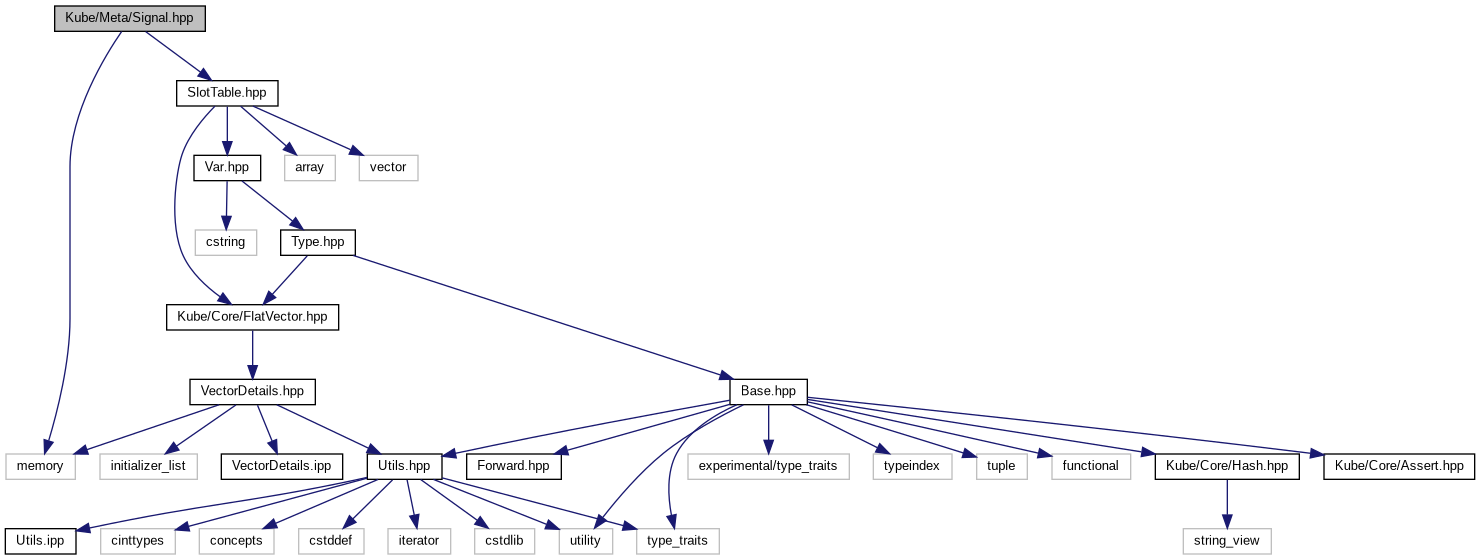 Kube/Meta/Signal.hpp
SlotTable.hpp
Var.hpp
array
vector
cstring
Type.hpp
Kube/Core/FlatVector.hpp
VectorDetails.hpp
Base.hpp
memory
initializer_list
VectorDetails.ipp
Utils.hpp
Forward.hpp
experimental/type_traits
typeindex
tuple
functional
Kube/Core/Hash.hpp
Kube/Core/Assert.hpp
Utils.ipp
cinttypes
concepts
cstddef
iterator
cstdlib
utility
type_traits
string_view